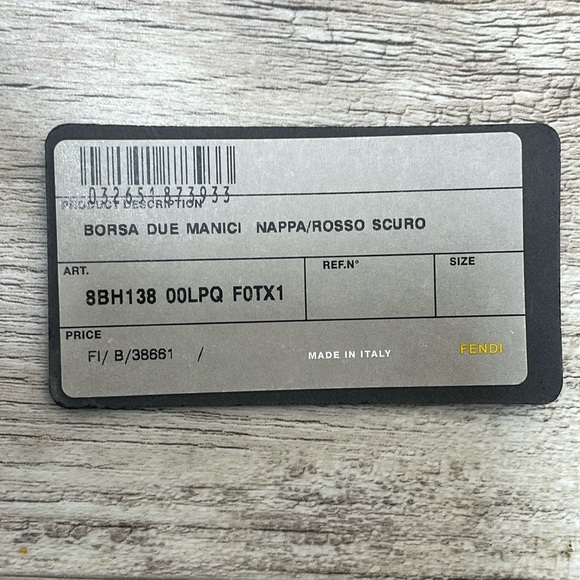 032651873933
PRODUCT DESCRIPTION
BORSA DUE MANICI NAPPA/ROSSO SCURO
ART.
8BH138 00LPQ F0TX1
REF.N°
SIZE
PRICE
FI/ B/38661 /
MADE IN ITALY
FENDI